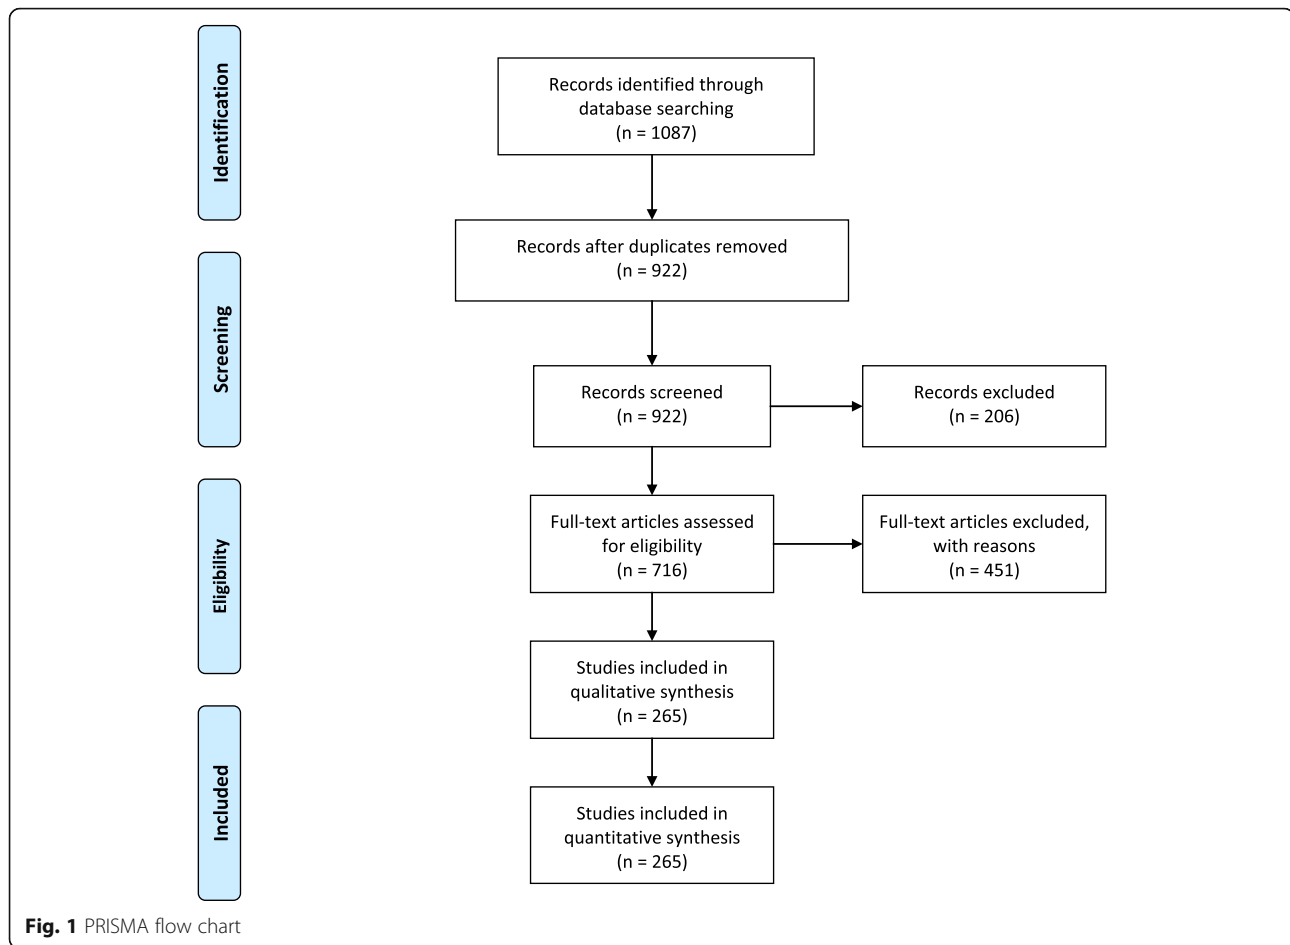 Identification
Records identified through
database searching
(n = 1087)
Records after duplicates removed
(n = 922)
Screening
Records screened
(n = 922)
Records excluded
(n = 206)
Eligibility
Full-text articles assessed
for eligibility
(n = 716)
Full-text articles excluded,
with reasons
(n = 451)
Studies included in
qualitative synthesis
(n = 265)
Included
Studies included in
quantitative synthesis
(n = 265)
Fig. 1 PRISMA flow chart